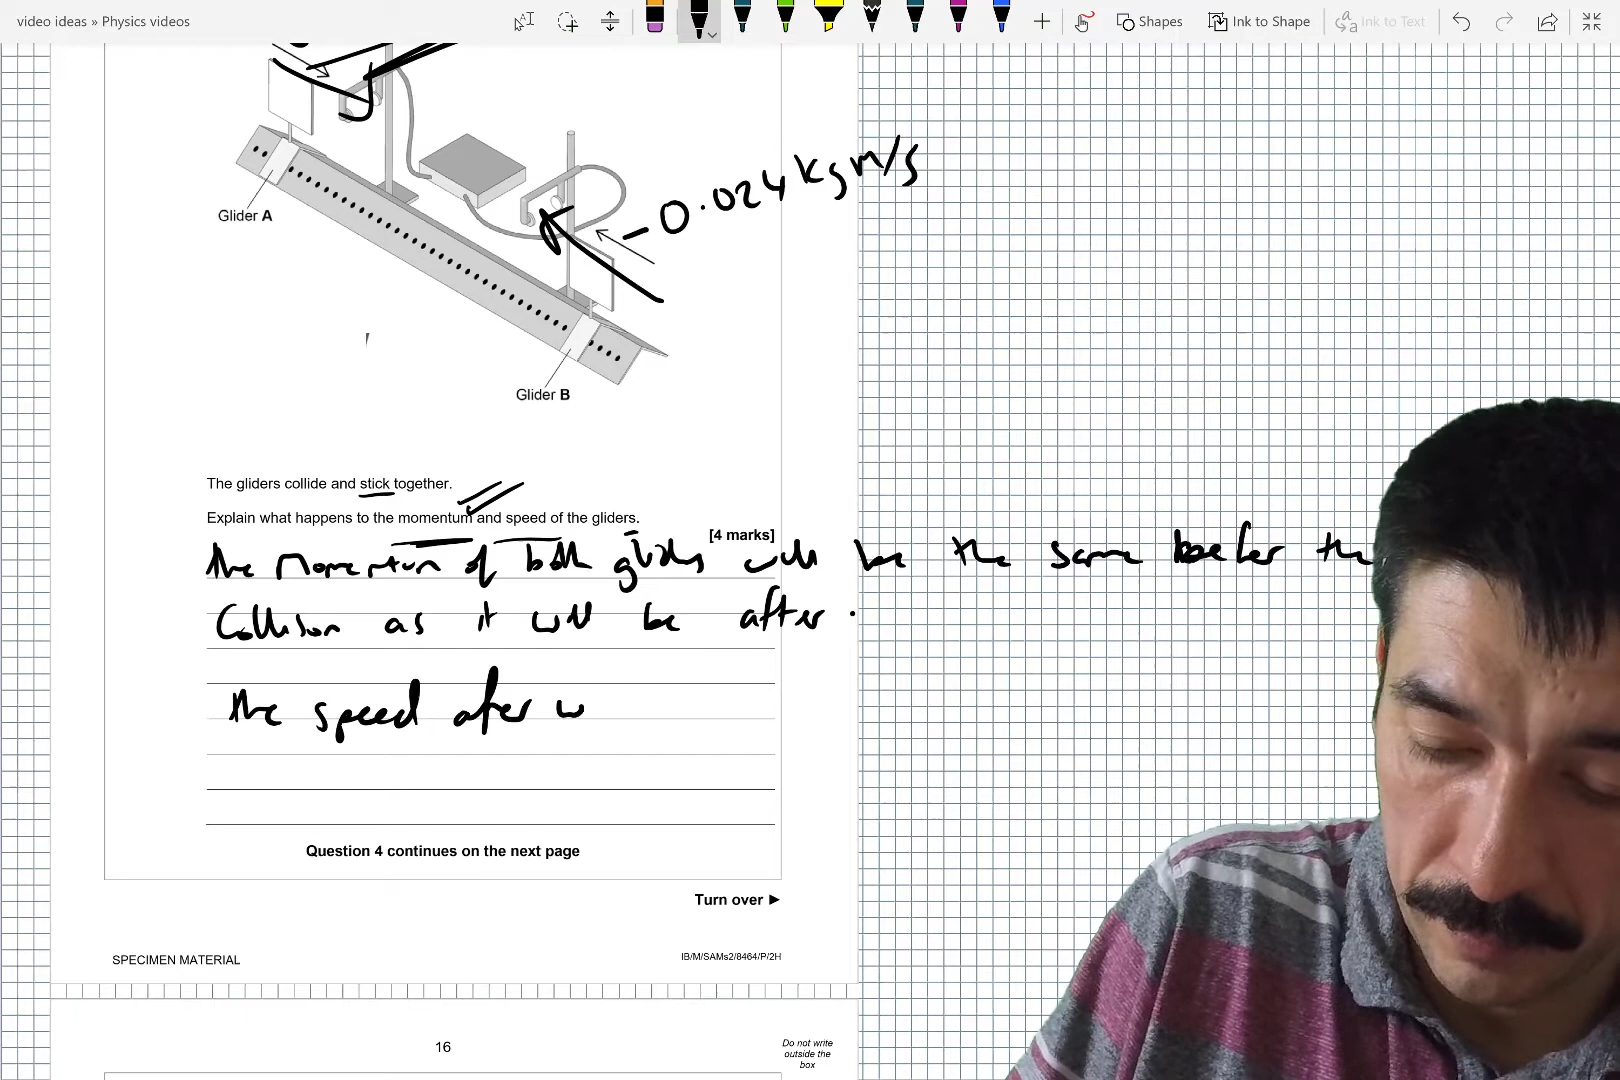 video ideas » Physics videos
Shapes
Ink to Shape
Ink to Text
-0.024 kgm/s
Glider A
Glider B
The gliders collide and stick together.
Explain what happens to the momentum and speed of the gliders.
[4 marks]
the momentum of both gliders will be the same before the
Collision as it will be after.
the speed after w
Question 4 continues on the next page
Turn over ►
SPECIMEN MATERIAL
IB/M/SAMs2/8464/P/2H
16
Do not write
outside the
box